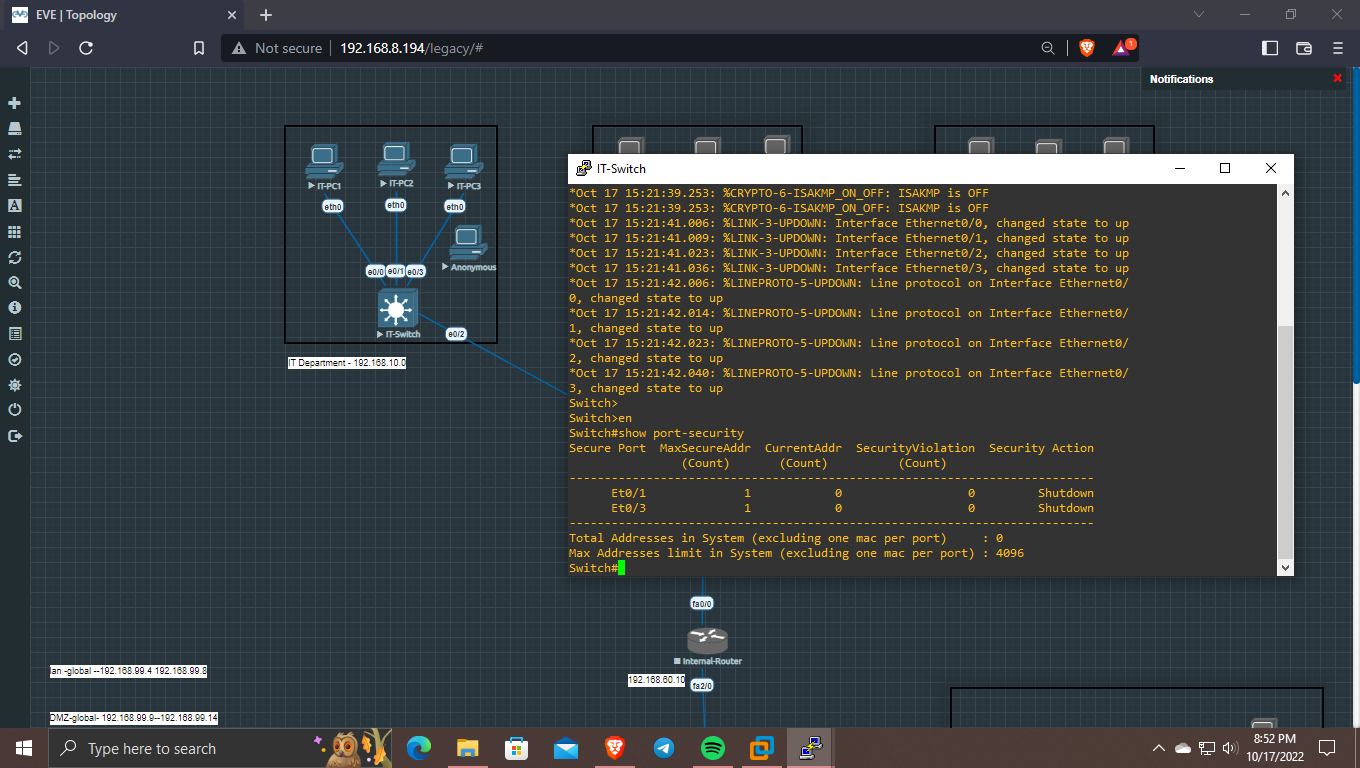 EVE | Topology
Not secure
192.168.8.194/legacy/#
1
Notifications
IT-PC1
IT-PC2
IT-PC3
eth0
eth0
eth0
Anonymous
e0/0
e0/1
e0/3
IT-Switch
e0/2
IT Department - 192.168.10.0
IT-Switch
*Oct 17 15:21:39.253: %CRYPTO-6-ISAKMP_ON_OFF: ISAKMP is OFF
*Oct 17 15:21:39.253: %CRYPTO-6-ISAKMP_ON_OFF: ISAKMP is OFF
*Oct 17 15:21:41.006: %LINK-3-UPDOWN: Interface Ethernet0/0, changed state to up
*Oct 17 15:21:41.009: %LINK-3-UPDOWN: Interface Ethernet0/1, changed state to up
*Oct 17 15:21:41.023: %LINK-3-UPDOWN: Interface Ethernet0/2, changed state to up
*Oct 17 15:21:41.036: %LINK-3-UPDOWN: Interface Ethernet0/3, changed state to up
*Oct 17 15:21:42.006: %LINEPROTO-5-UPDOWN: Line protocol on Interface Ethernet0/
0, changed state to up
*Oct 17 15:21:42.014: %LINEPROTO-5-UPDOWN: Line protocol on Interface Ethernet0/
1, changed state to up
*Oct 17 15:21:42.023: %LINEPROTO-5-UPDOWN: Line protocol on Interface Ethernet0/
2, changed state to up
*Oct 17 15:21:42.040: %LINEPROTO-5-UPDOWN: Line protocol on Interface Ethernet0/
3, changed state to up
Switch>
Switch>en
Switch#show port-security
Secure Port MaxSecureAddr CurrentAddr SecurityViolation Security Action
(Count) (Count) (Count)
---------------------------------------------------------------------------
Et0/1 1 0 0 Shutdown
Et0/3 1 0 0 Shutdown
---------------------------------------------------------------------------
Total Addresses in System (excluding one mac per port) : 0
Max Addresses limit in System (excluding one mac per port) : 4096
Switch#
fa0/0
Internal-Router
192.168.60.10
fa2/0
lan -global --192.168.99.4 192.168.99.8
DMZ-global- 192.168.99.9--192.168.99.14
Type here to search
8:52 PM
10/17/2022